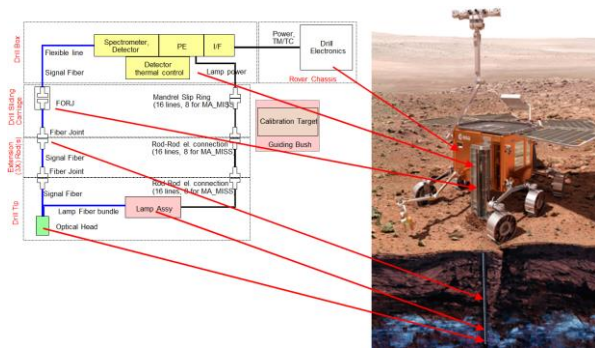 Drill Box
Flexible line
Signal Fiber
Spectrometer,
Detector
PE
I/F
Detector
thermal control
Lamp power
Power,
TM/TC
Drill
Electronics
Rover Chassis
Drill Sliding
Carriage
FORJ
Fiber Joint
Mandrel Slip Ring
(16 lines, 8 for MA_MISS)
Calibration Target
Guiding Bush
Extension
(3X) Rod(s)
Signal Fiber
Fiber Joint
Rod-Rod el. connection
(16 lines, 8 for MA_MISS)
Drill Tip
Signal Fiber
Rod-Rod el. connection
(16 lines, 8 for MA_MISS)
Lamp Fiber bundle
Lamp Assy
Optical Head